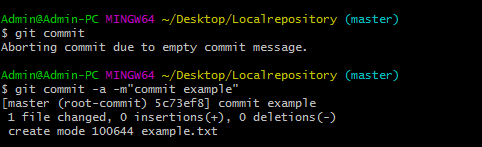 Admin@Admin-PC MINGW64 ~/Desktop/Localrepository (master)
$ git commit
Aborting commit due to empty commit message.
Admin@Admin-PC MINGW64 ~/Desktop/Localrepository (master)
$ git commit -a -m"commit example"
[master (root-commit) 5c73ef8] commit example
 1 file changed, 0 insertions(+), 0 deletions(-)
 create mode 100644 example.txt